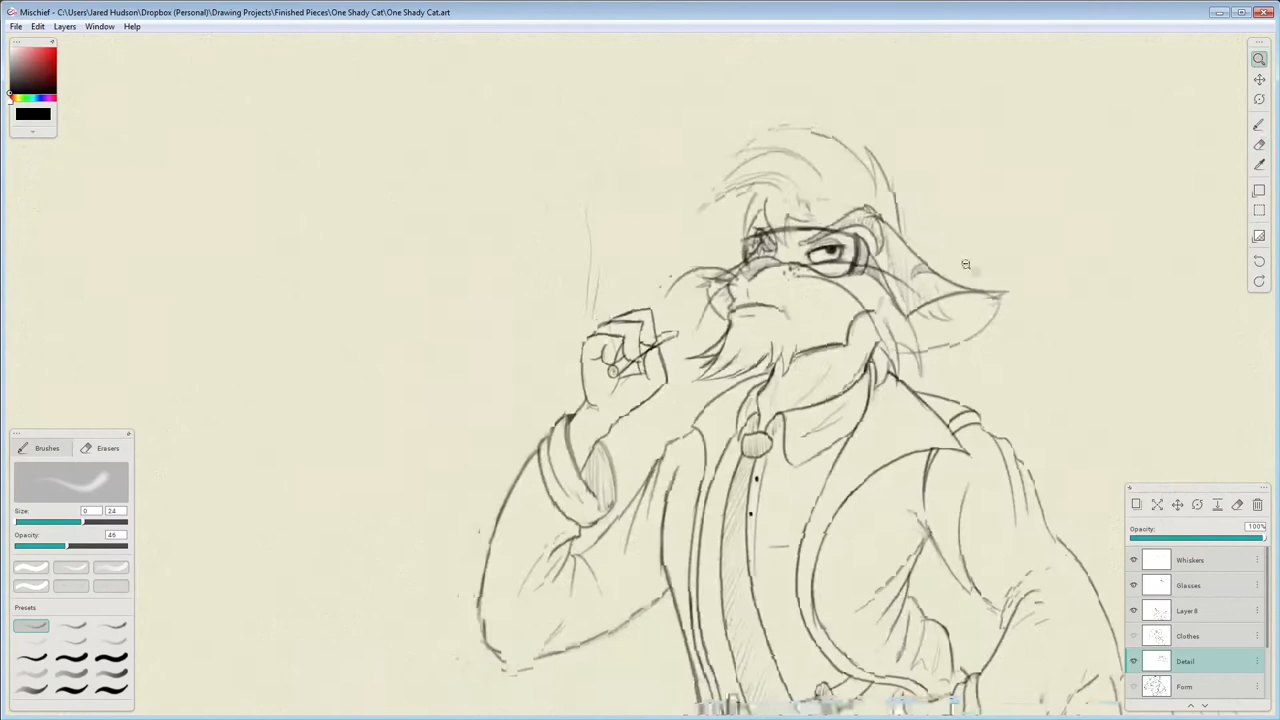 Mischief - C:\Users\Jared Hudson\Dropbox (Personal)\Drawing Projects\Finished Pieces\One Shady Cat\One Shady Cat.art
File Edit Layers Window Help
Brushes Erasers
Size: 0 24
Opacity: 46
Presets
Opacity: 100%
Whiskers
Glasses
Layer 8
Clothes
Detail
Form